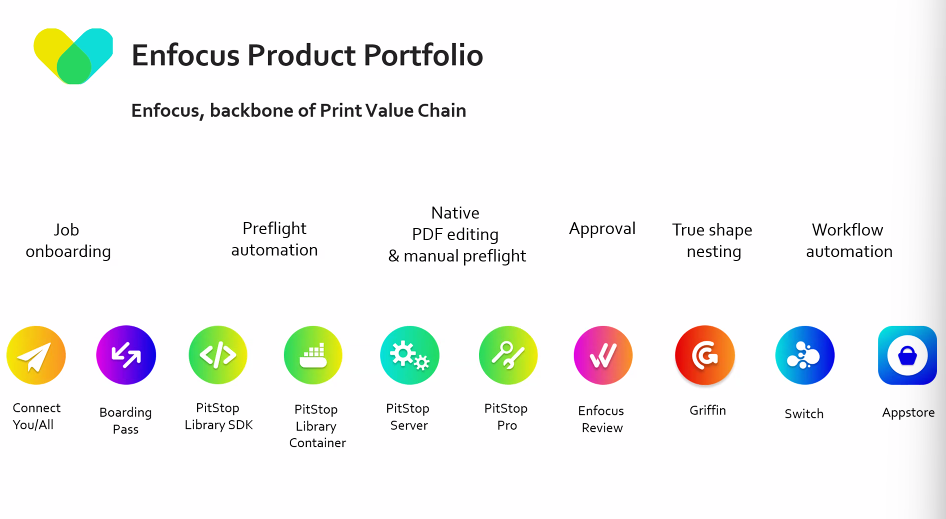 Enfocus Product Portfolio
Enfocus, backbone of Print Value Chain
Job
onboarding
Preflight
automation
Native
PDF editing
& manual preflight
Approval
True shape
nesting
Workflow
automation
Connect
You/All
Boarding
Pass
PitStop
Library SDK
PitStop
Library
Container
PitStop
Server
PitStop
Pro
Enfocus
Review
Griffin
Switch
Appstore